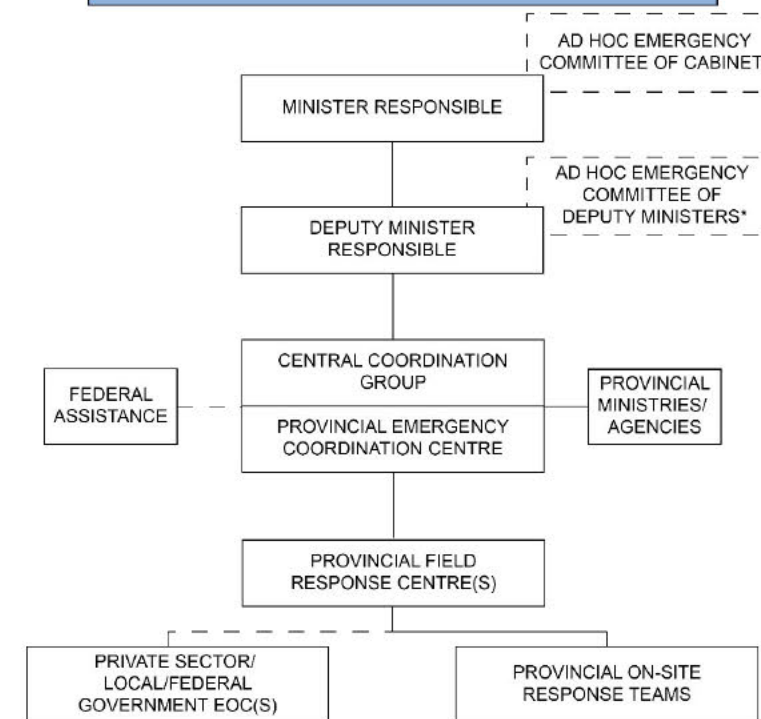 AD HOC EMERGENCY
COMMITTEE OF CABINET
MINISTER RESPONSIBLE
AD HOC EMERGENCY
COMMITTEE OF
DEPUTY MINISTERS*
DEPUTY MINISTER
RESPONSIBLE
CENTRAL COORDINATION
GROUP
FEDERAL
ASSISTANCE
PROVINCIAL
MINISTRIES/
AGENCIES
PROVINCIAL EMERGENCY
COORDINATION CENTRE
PROVINCIAL FIELD
RESPONSE CENTRE(S)
PRIVATE SECTOR/
LOCAL/FEDERAL
GOVERNMENT EOC(S)
PROVINCIAL ON-SITE
RESPONSE TEAMS